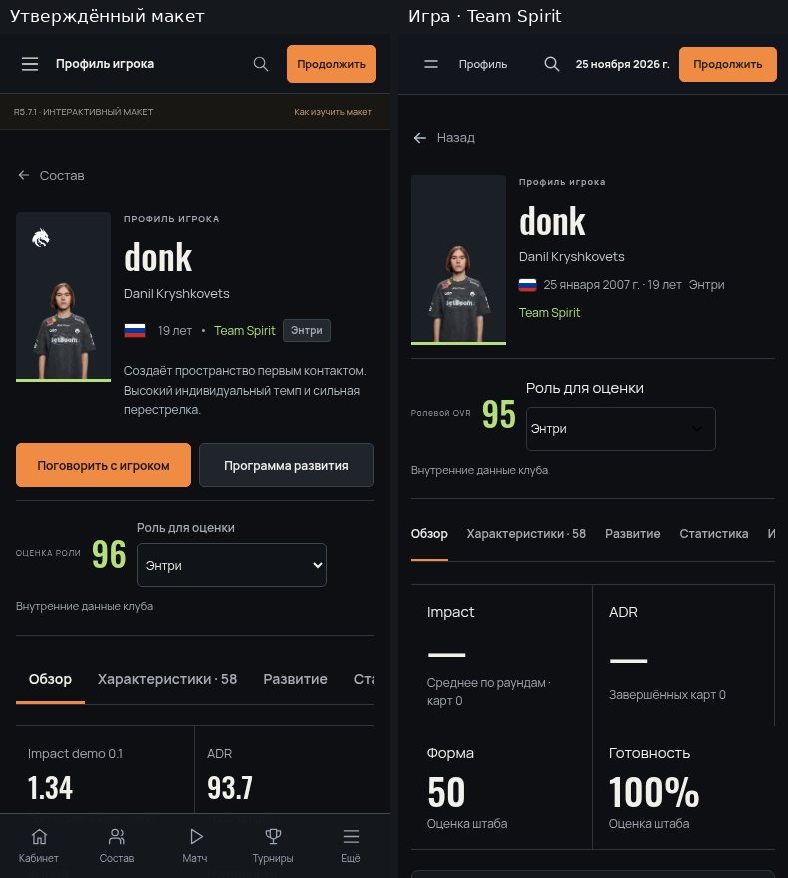 Утверждённый макет
Профиль игрока
Продолжить
R5.7.1 · ИНТЕРАКТИВНЫЙ МАКЕТ
Как изучить макет
Состав
ПРОФИЛЬ ИГРОКА
donk
Danil Kryshkovets
19 лет • Team Spirit Энтри
Создаёт пространство первым контактом.
Высокий индивидуальный темп и сильная
перестрелка.
Поговорить с игроком
Программа развития
Роль для оценки
ОЦЕНКА РОЛИ 96
Энтри
Внутренние данные клуба
Обзор Характеристики · 58 Развитие Ста
Impact demo 0.1
1.34
ADR
93.7
Кабинет Состав Матч Турниры Ещё
Игра · Team Spirit
Профиль
25 ноября 2026 г.
Продолжить
Назад
Профиль игрока
donk
Danil Kryshkovets
25 января 2007 г. · 19 лет Энтри
Team Spirit
Роль для оценки
Ролевой OVR 95
Энтри
Внутренние данные клуба
Обзор Характеристики · 58 Развитие Статистика И
Impact
—
Среднее по раундам ·
карт 0
ADR
—
Завершённых карт 0
Форма
50
Оценка штаба
Готовность
100%
Оценка штаба